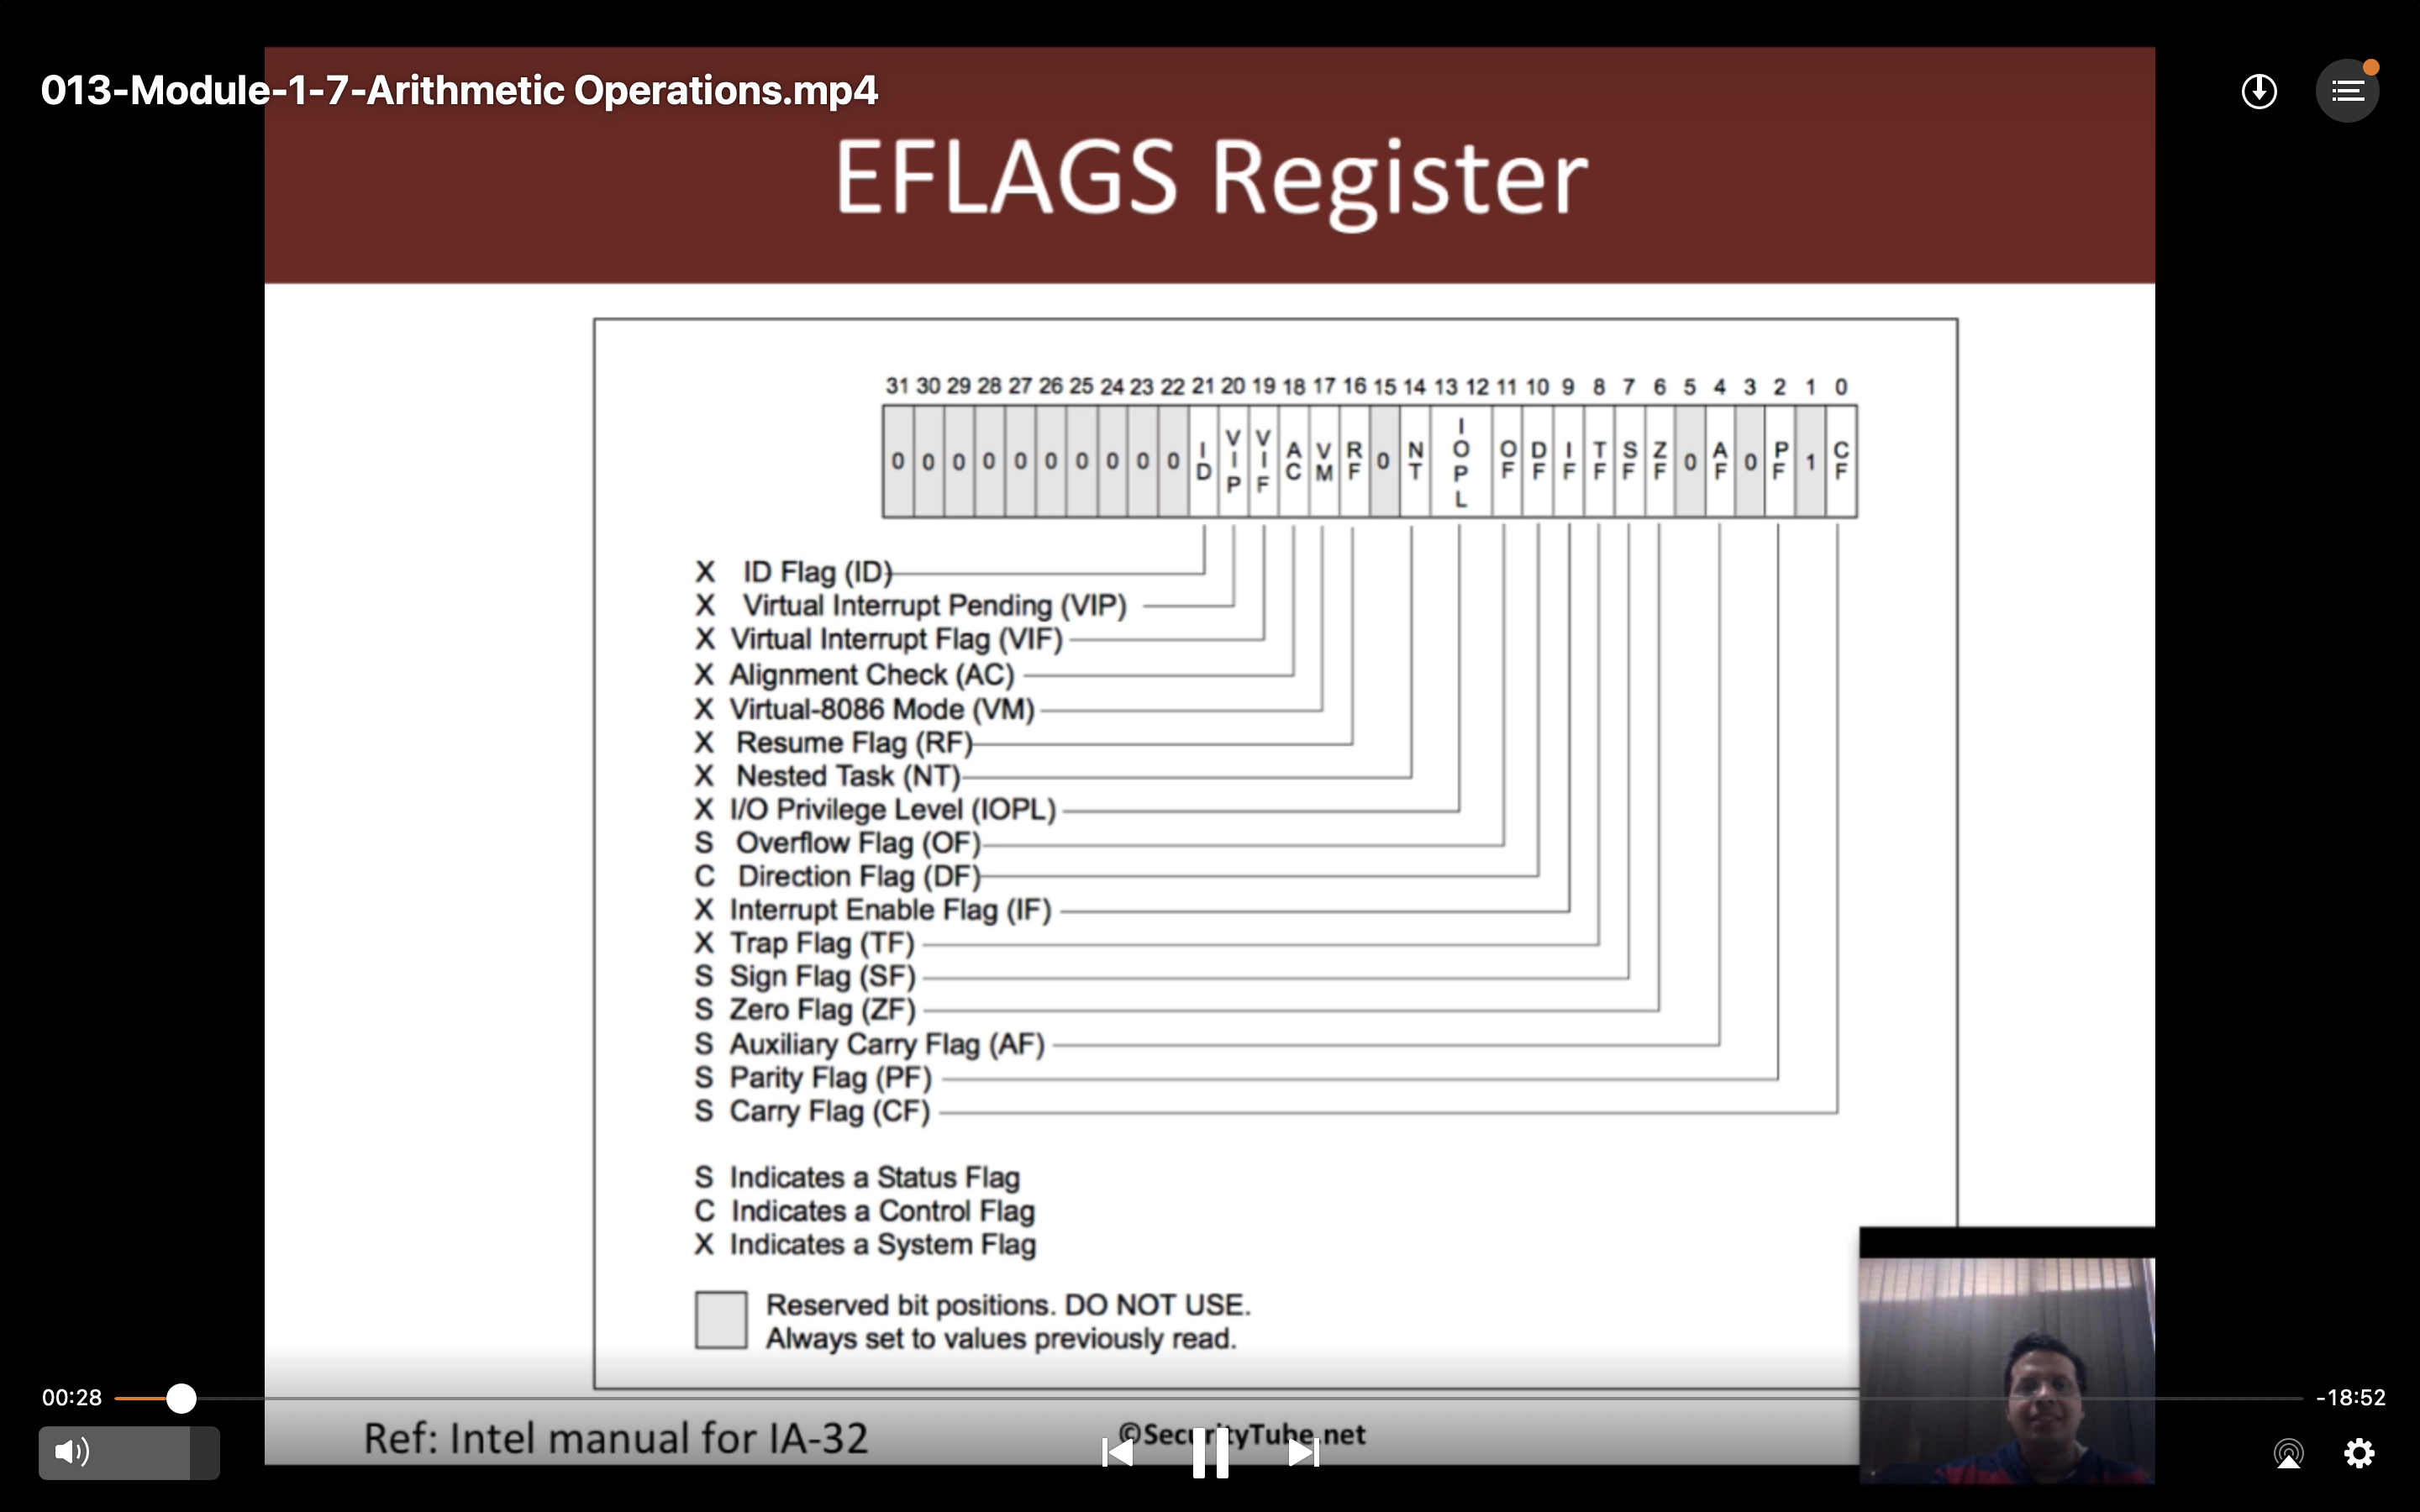 013-Module-1-7-Arithmetic Operations.mp4
EFLAGS Register
31 30 29 28 27 26 25 24 23 22 21 20 19 18 17 16 15 14 13 12 11 10 9 8 7 6 5 4 3 2 1 0
0 0 0 0 0 0 0 0 0 0 ID VIP VIF AC VM RF 0 NT IOPL OF DF IF TF SF ZF 0 AF 0 PF 1 CF
X ID Flag (ID)
X Virtual Interrupt Pending (VIP)
X Virtual Interrupt Flag (VIF)
X Alignment Check (AC)
X Virtual-8086 Mode (VM)
X Resume Flag (RF)
X Nested Task (NT)
X I/O Privilege Level (IOPL)
S Overflow Flag (OF)
C Direction Flag (DF)
X Interrupt Enable Flag (IF)
X Trap Flag (TF)
S Sign Flag (SF)
S Zero Flag (ZF)
S Auxiliary Carry Flag (AF)
S Parity Flag (PF)
S Carry Flag (CF)
S Indicates a Status Flag
C Indicates a Control Flag
X Indicates a System Flag
Reserved bit positions. DO NOT USE.
Always set to values previously read.
00:28
-18:52
Ref: Intel manual for IA-32
©SecurityTube.net